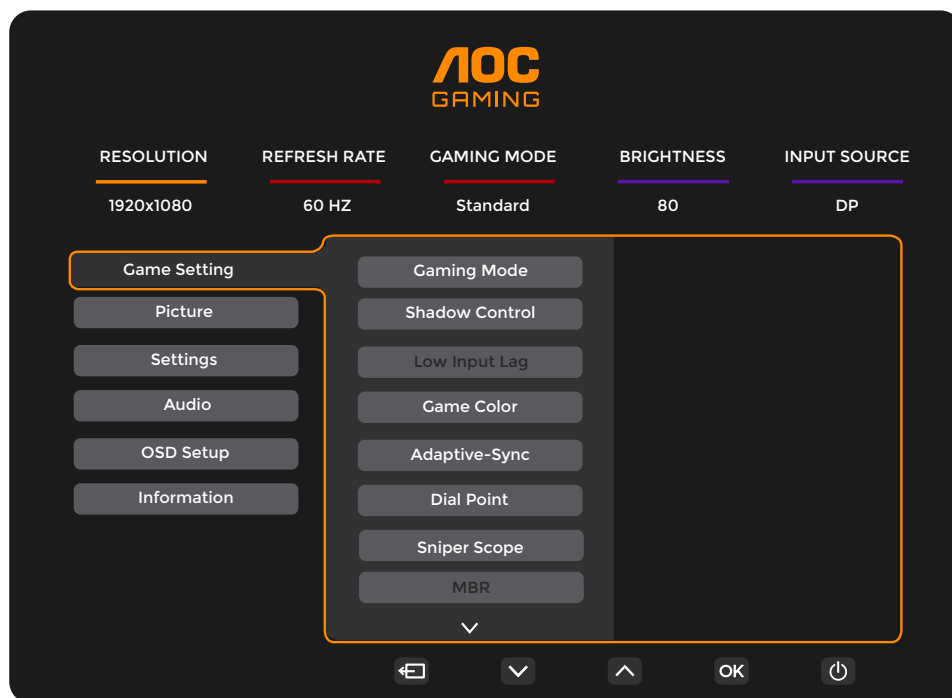 AOC
GAMING
RESOLUTION REFRESH RATE GAMING MODE BRIGHTNESS INPUT SOURCE
1920x1080 60 HZ Standard 80 DP
Game Setting
Picture
Settings
Audio
OSD Setup
Information
Gaming Mode
Shadow Control
Low Input Lag
Game Color
Adaptive-Sync
Dial Point
Sniper Scope
MBR
OK